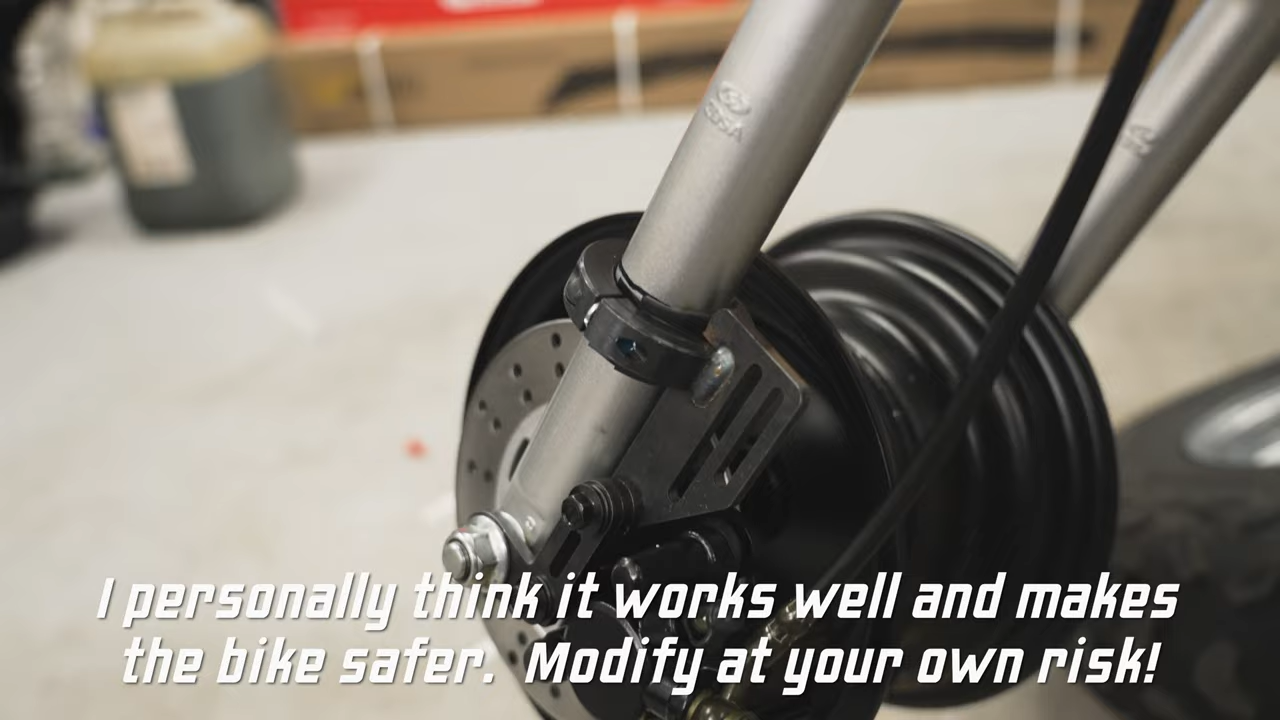 I personally think it works well and makes
the bike safer.  Modify at your own risk!